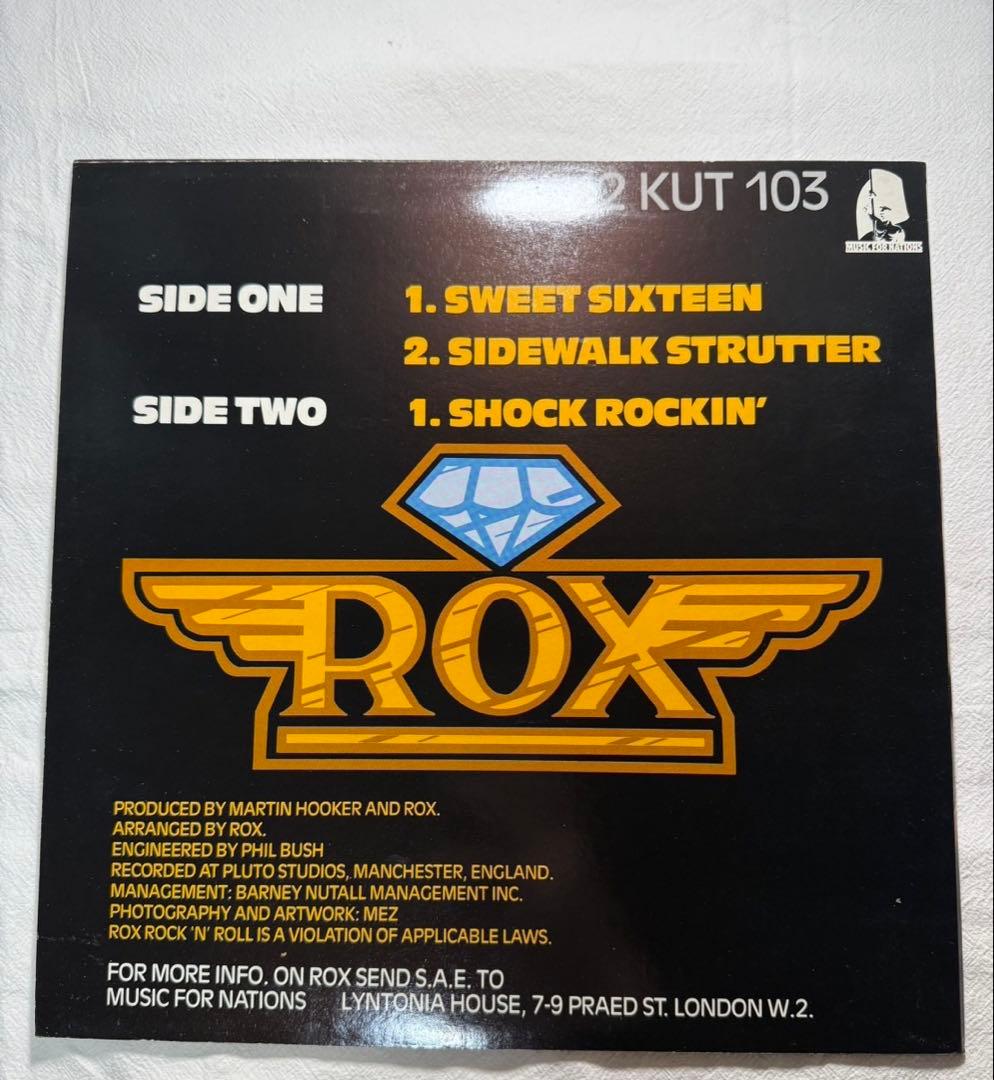 2 KUT 103
MUSIC FOR NATIONS
SIDE ONE 1. SWEET SIXTEEN
2. SIDEWALK STRUTTER
SIDE TWO 1. SHOCK ROCKIN'
ROX
PRODUCED BY MARTIN HOOKER AND ROX.
ARRANGED BY ROX.
ENGINEERED BY PHIL BUSH
RECORDED AT PLUTO STUDIOS, MANCHESTER, ENGLAND.
MANAGEMENT: BARNEY NUTALL MANAGEMENT INC.
PHOTOGRAPHY AND ARTWORK: MEZ
ROX ROCK 'N' ROLL IS A VIOLATION OF APPLICABLE LAWS.
FOR MORE INFO. ON ROX SEND S.A.E. TO
MUSIC FOR NATIONS LYNTONIA HOUSE, 7-9 PRAED ST. LONDON W.2.